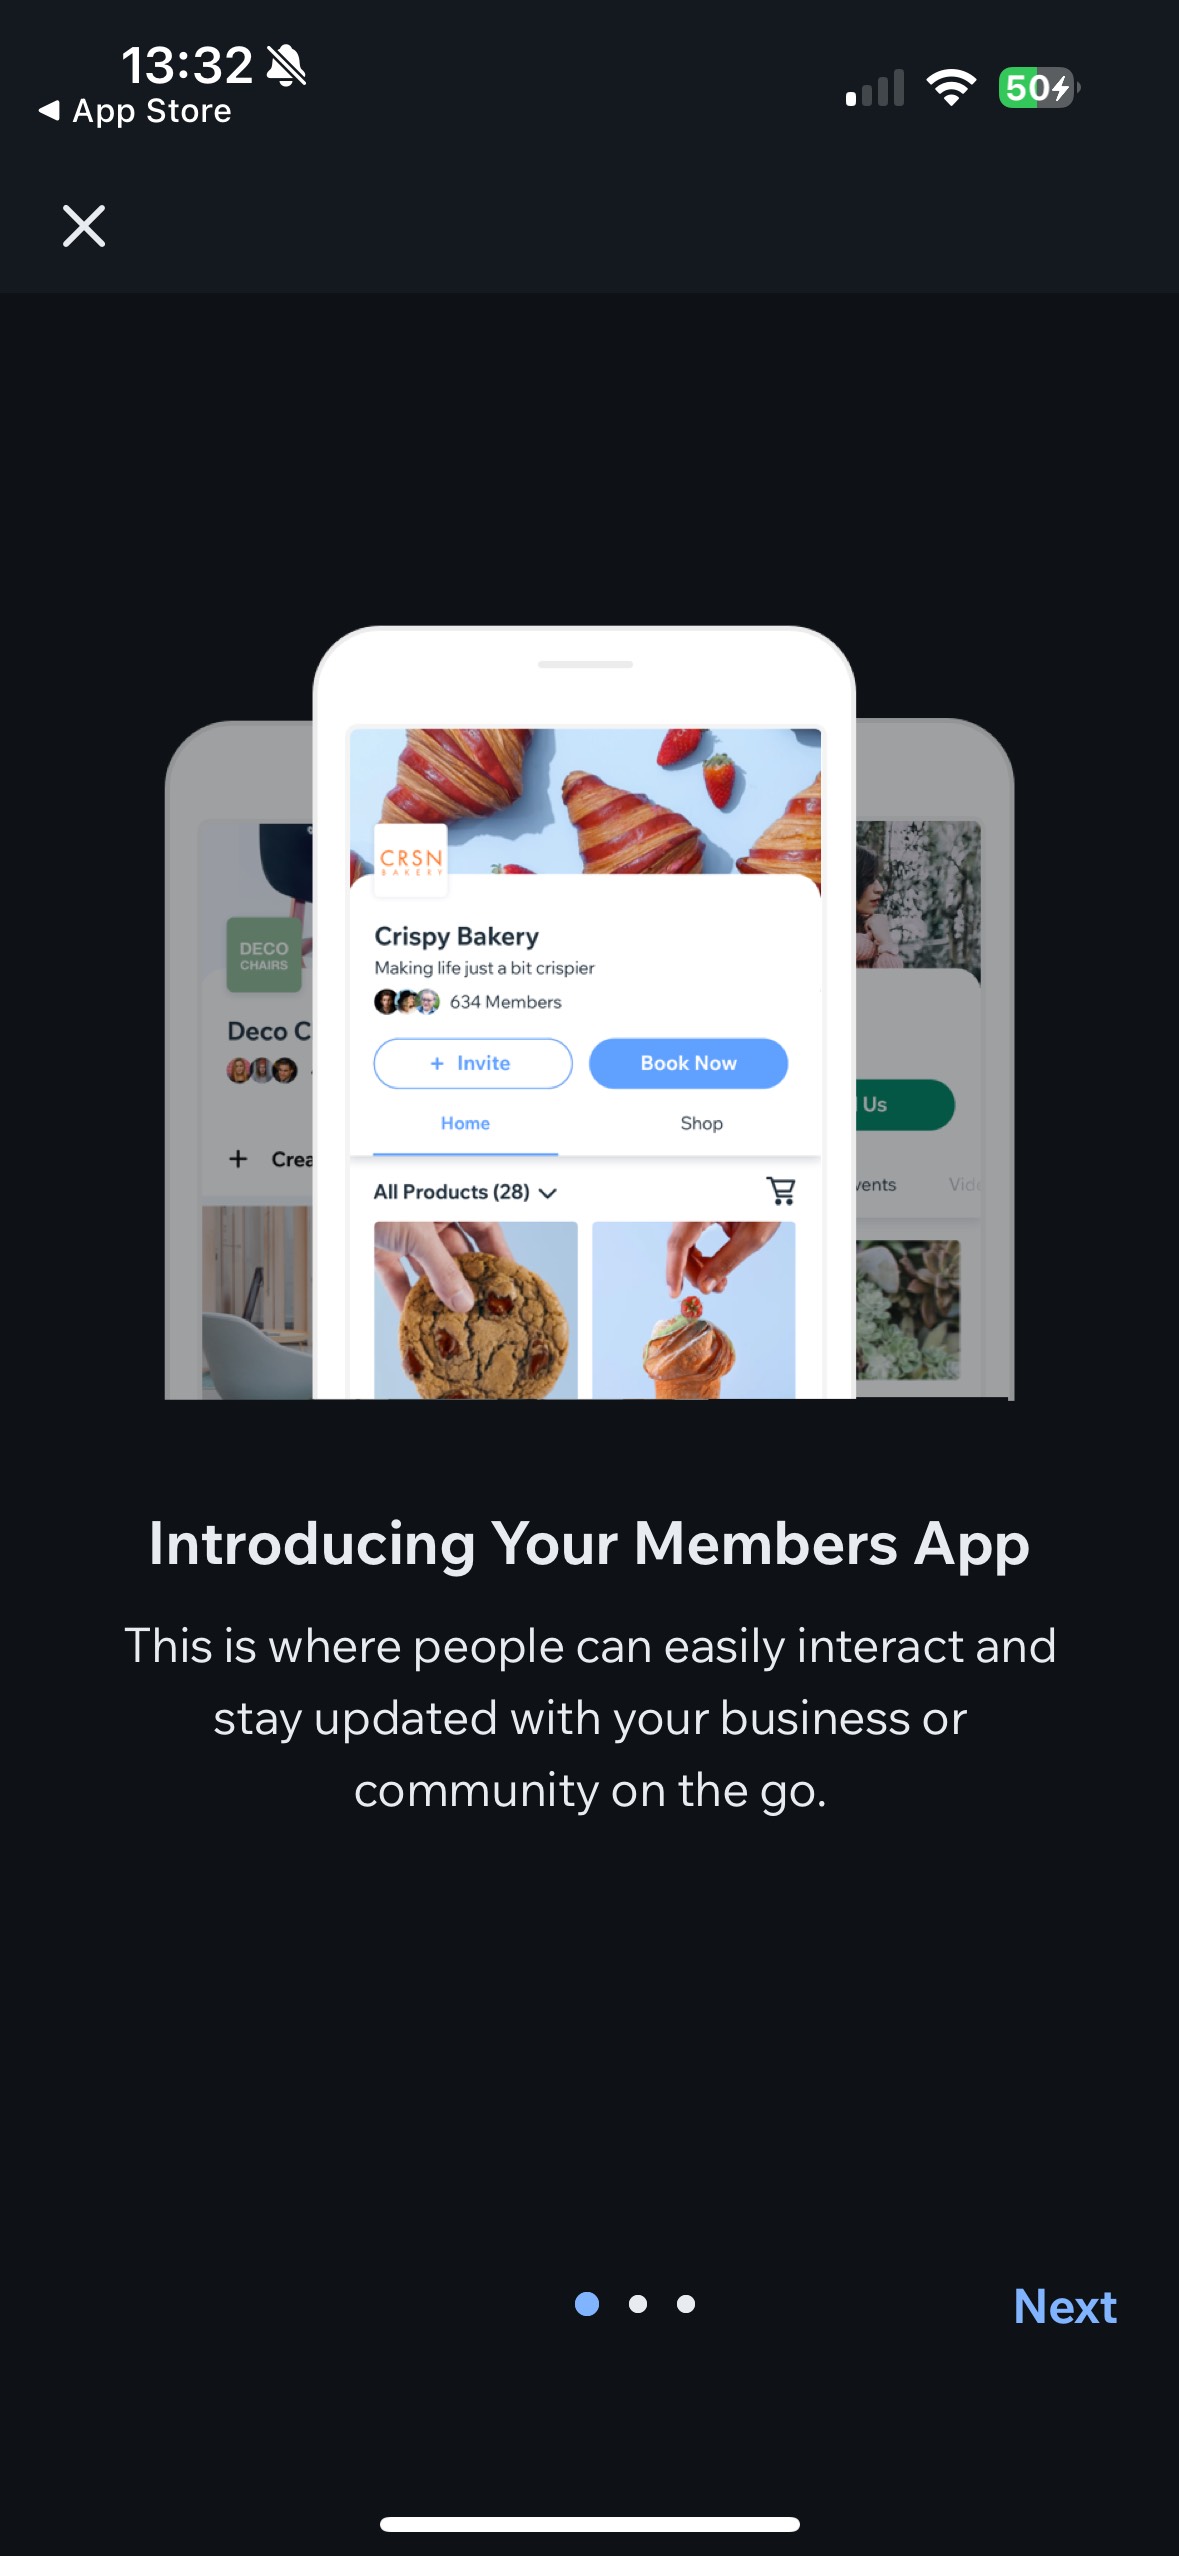 13:32
App Store
50
CRSN
BAKERY
Crispy Bakery
Making life just a bit crispier
634 Members
+ Invite
Book Now
Home
Shop
All Products (28)
DECO
CHAIRS
Deco C
+ Crea
Us
vents
Vid
Introducing Your Members App
This is where people can easily interact and
stay updated with your business or
community on the go.
Next